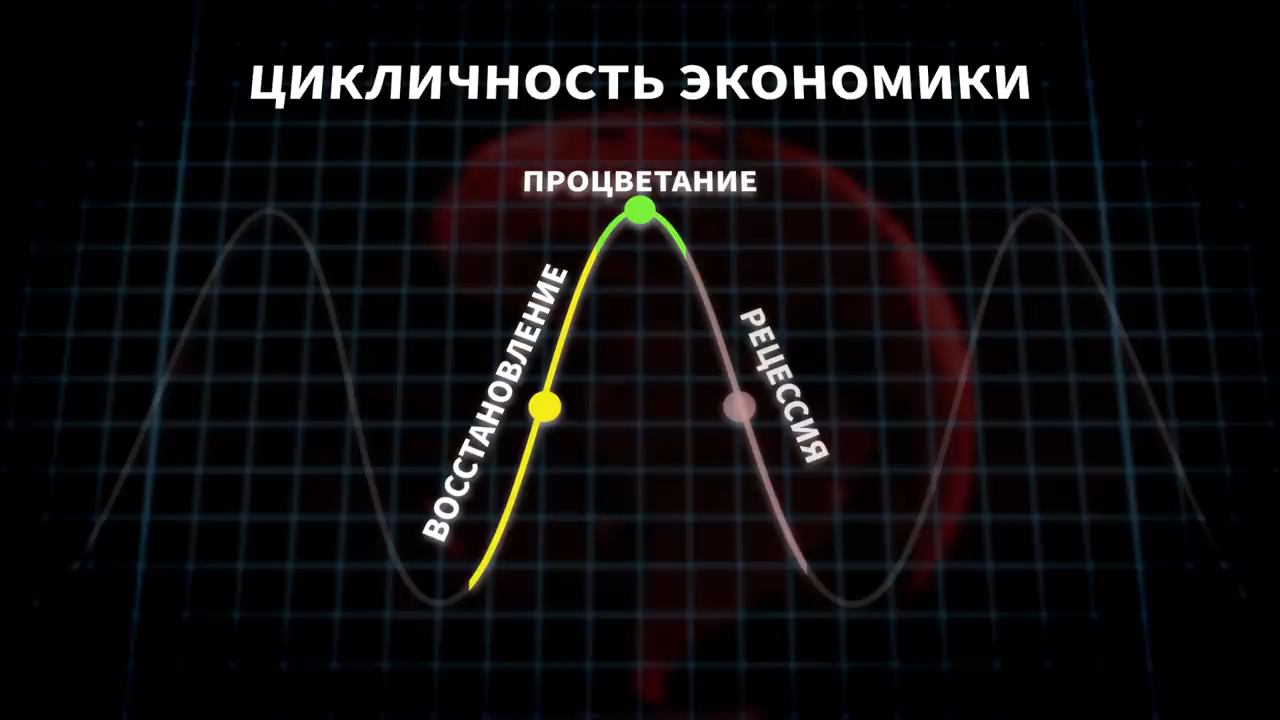 ЦИКЛИЧНОСТЬ ЭКОНОМИКИ
ПРОЦВЕТАНИЕ
ВОССТАНОВЛЕНИЕ
РЕЦЕССИЯ